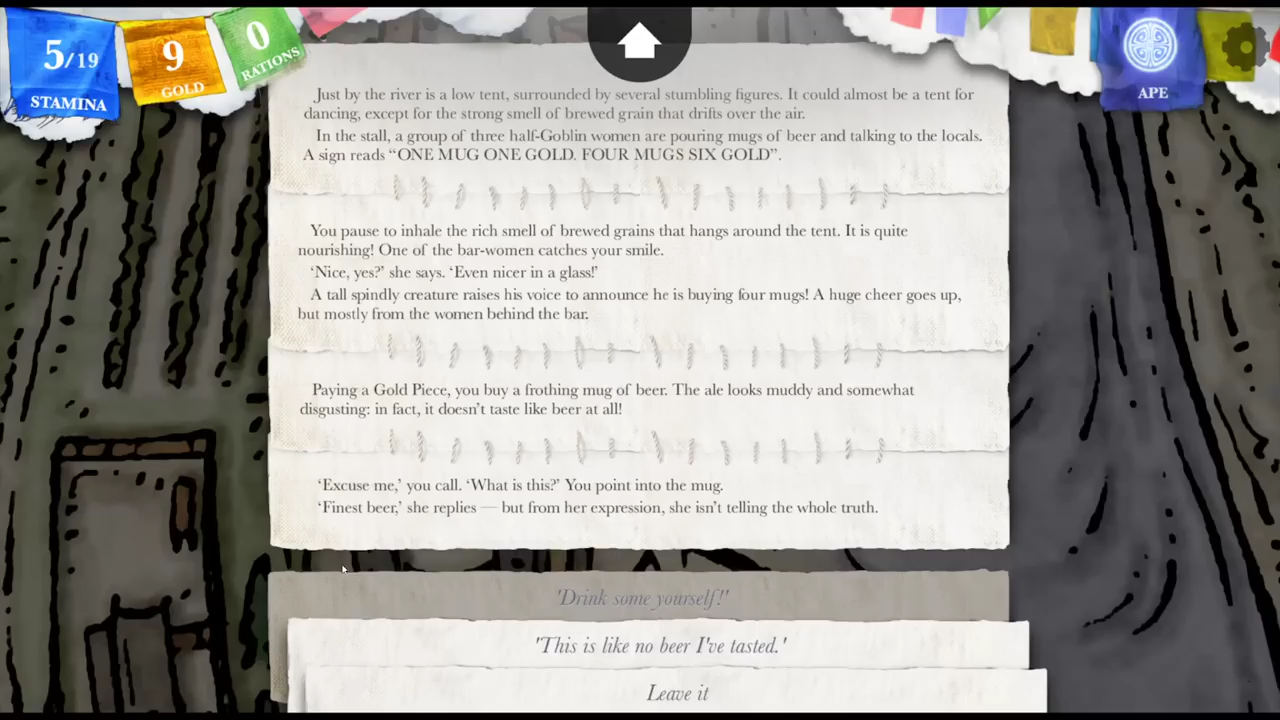 5/19
STAMINA
9
GOLD
0
RATIONS
APE
Just by the river is a low tent, surrounded by several stumbling figures. It could almost be a tent for
dancing, except for the strong smell of brewed grain that drifts over the air.
In the stall, a group of three half-Goblin women are pouring mugs of beer and talking to the locals.
A sign reads “ONE MUG ONE GOLD. FOUR MUGS SIX GOLD”.
You pause to inhale the rich smell of brewed grains that hangs around the tent. It is quite
nourishing! One of the bar-women catches your smile.
‘Nice, yes?’ she says. ‘Even nicer in a glass!’
A tall spindly creature raises his voice to announce he is buying four mugs! A huge cheer goes up,
but mostly from the women behind the bar.
Paying a Gold Piece, you buy a frothing mug of beer. The ale looks muddy and somewhat
disgusting: in fact, it doesn’t taste like beer at all!
‘Excuse me,’ you call. ‘What is this?’ You point into the mug.
‘Finest beer,’ she replies — but from her expression, she isn’t telling the whole truth.
'Drink some yourself!'
'This is like no beer I've tasted.'
Leave it